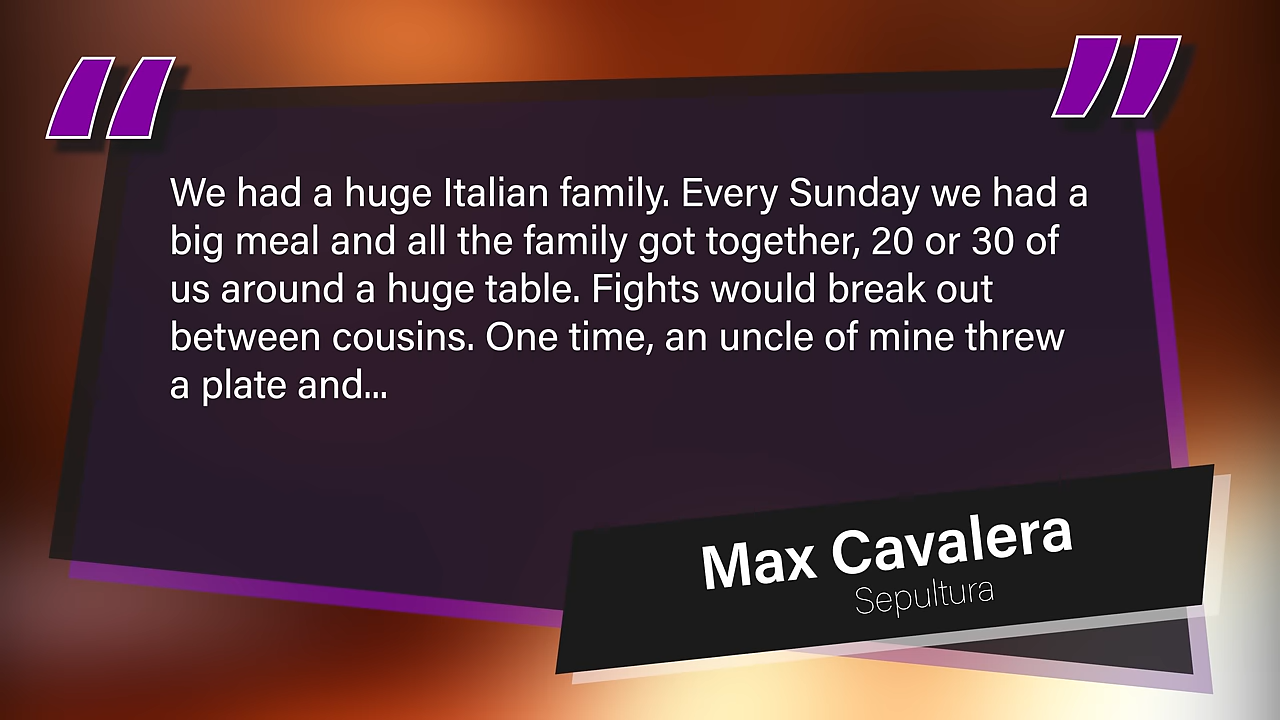 We had a huge Italian family. Every Sunday we had a
big meal and all the family got together, 20 or 30 of
us around a huge table. Fights would break out
between cousins. One time, an uncle of mine threw
a plate and...
Max Cavalera
Sepultura